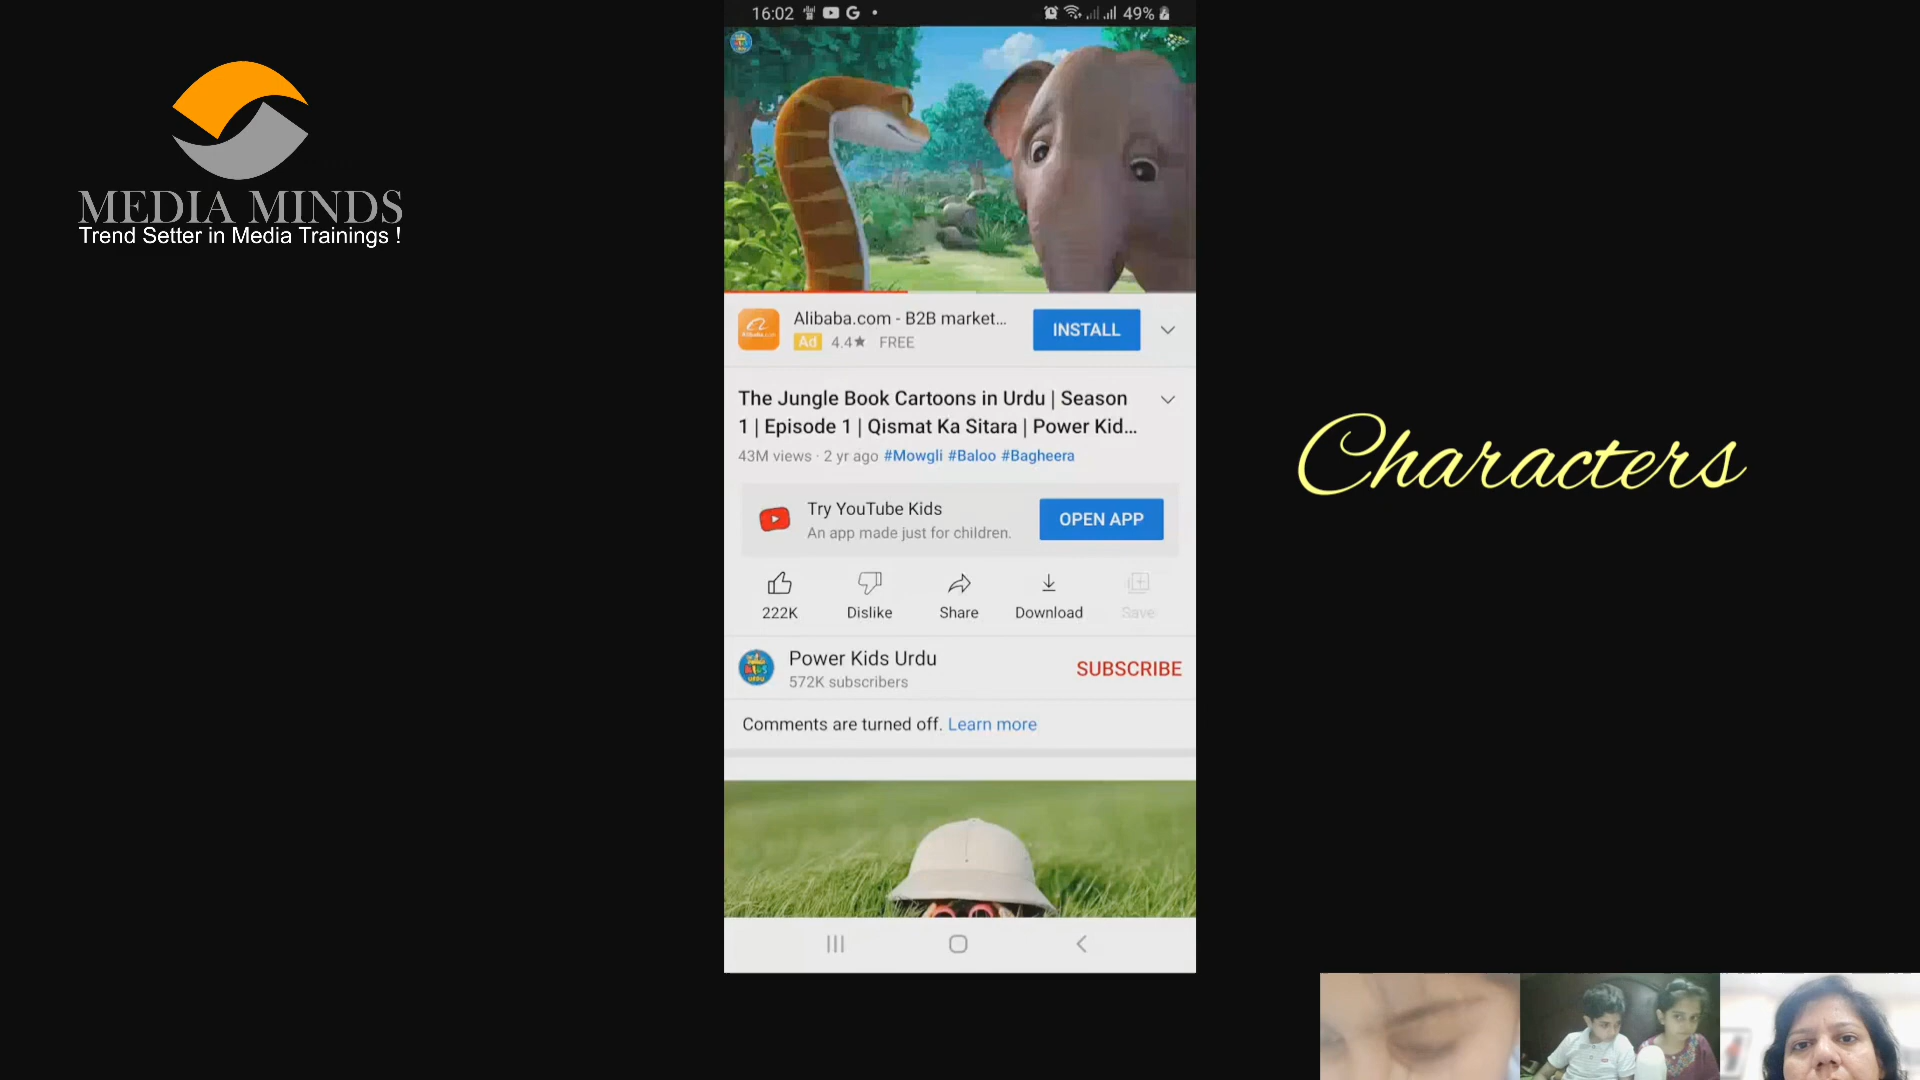 16:02
49%
MEDIA MINDS
Trend Setter in Media Trainings !
Alibaba.com - B2B market...
INSTALL
Ad 4.4★ FREE
The Jungle Book Cartoons in Urdu | Season
1 | Episode 1 | Qismat Ka Sitara | Power Kid...
43M views · 2 yr ago #Mowgli #Baloo #Bagheera
Characters
Try YouTube Kids
An app made just for children.
OPEN APP
222K
Dislike
Share
Download
Save
Power Kids Urdu
572K subscribers
SUBSCRIBE
Comments are turned off. Learn more